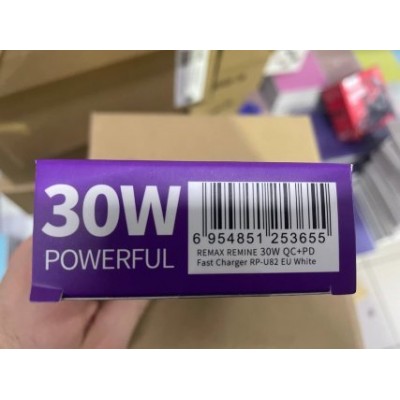 30W
POWERFUL
6 954851 253655
REMAX REMINE 30W QC+PD
Fast Charger RP-U82 EU White